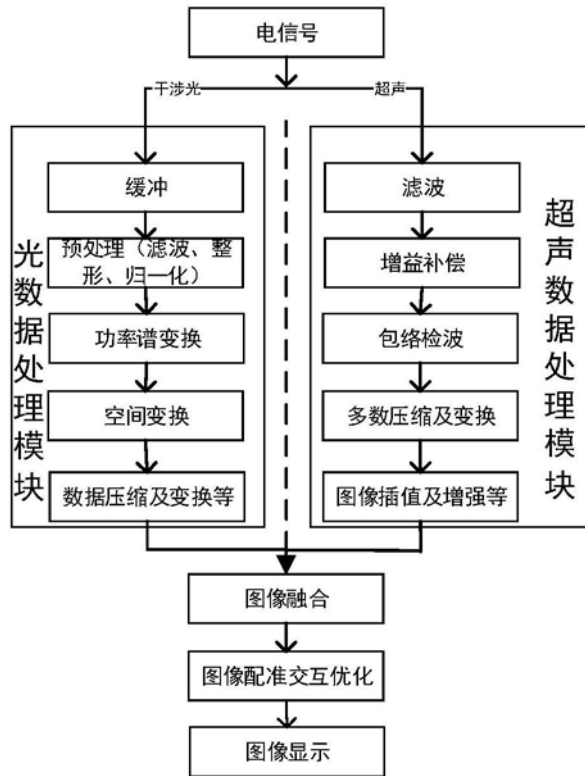 电信号
干涉光
超声
光数据处理模块
缓冲
预处理（滤波、整
形、归一化）
功率谱变换
空间变换
数据压缩及变换等
超声数据处理模块
滤波
增益补偿
包络检波
多数压缩及变换
图像插值及增强等
图像融合
图像配准交互优化
图像显示